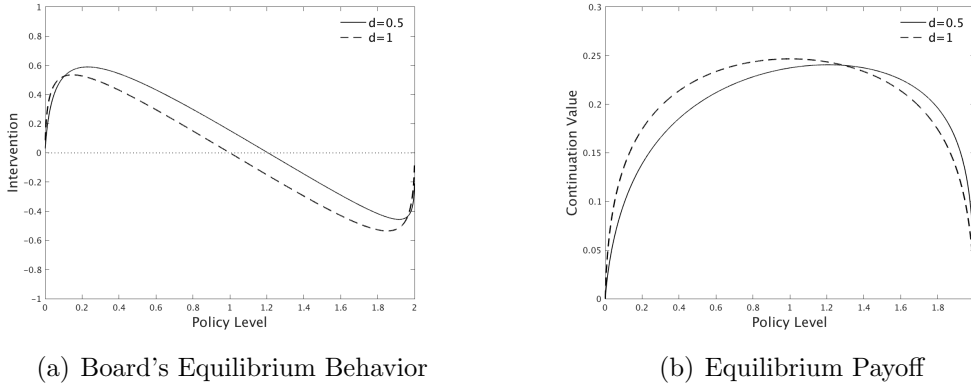 1
0.8
0.6
0.4
0.2
0
−0.2
−0.4
−0.6
−0.8
−1
Intervention
0 0.2 0.4 0.6 0.8 1.0 1.2 1.4 1.6 1.8 2
Policy Level
d=0.5
d=1
(a) Board's Equilibrium Behavior
0.3
0.25
0.2
0.15
0.1
0.05
0
Continuation Value
0 0.2 0.4 0.6 0.8 1.0 1.2 1.4 1.6 1.8
Policy Level
d=0.5
d=1
(b) Equilibrium Payoff